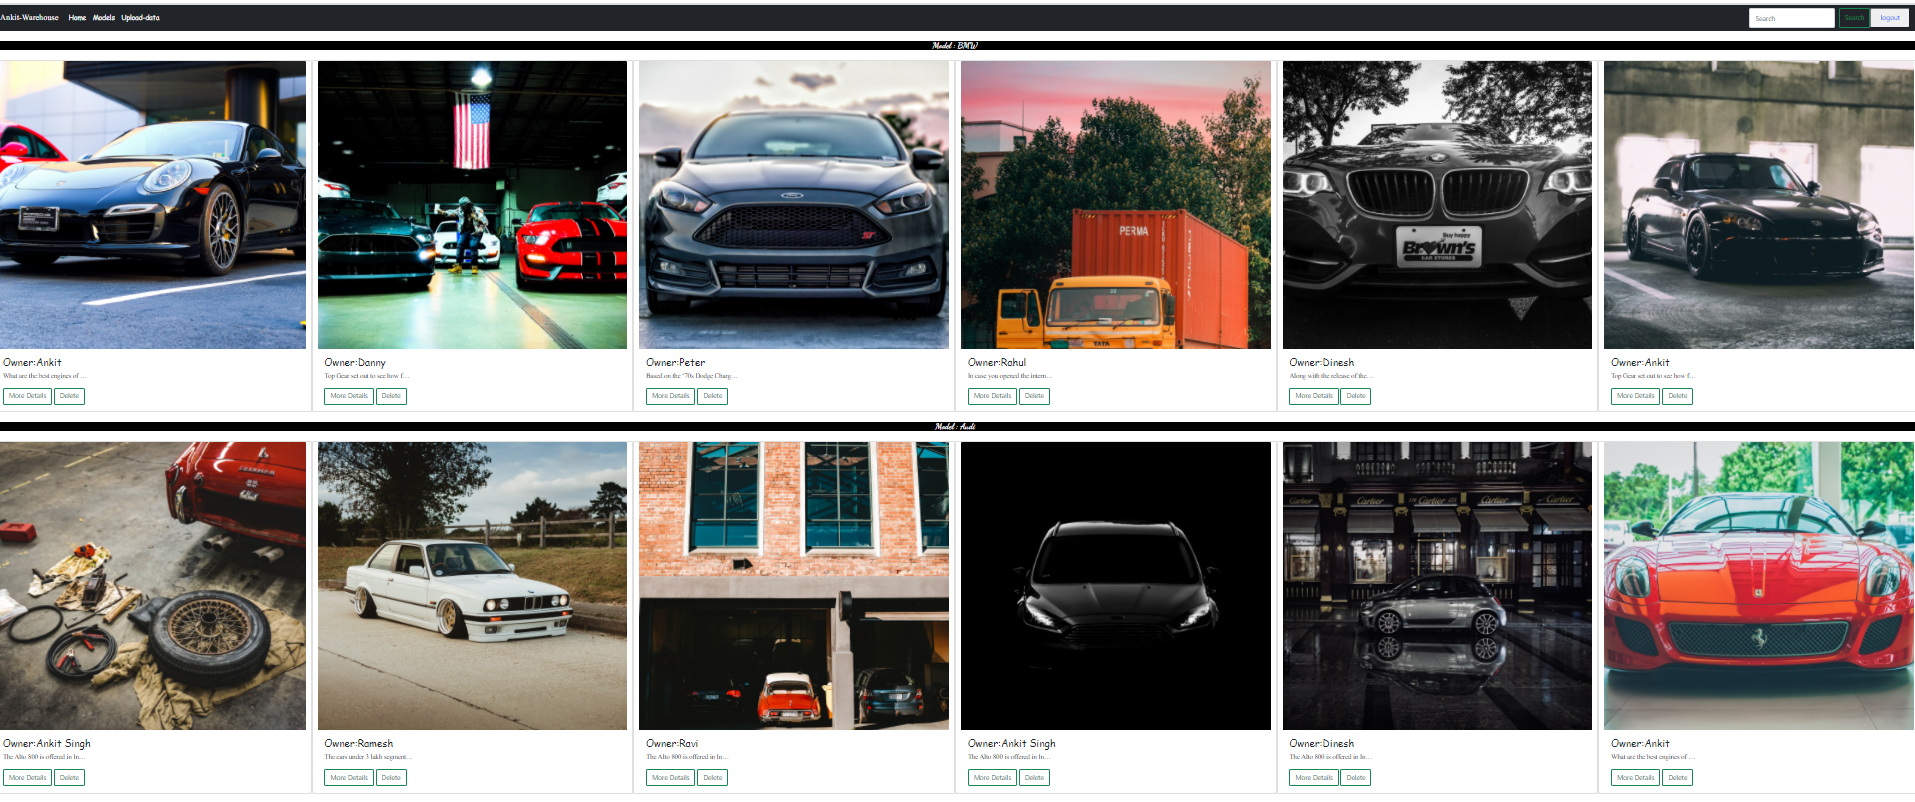 Ankit-Warehouse Home Models Upload-data Search Search logout
Model : BMW
PERMA
TATA
ST
Buy happy
Brown's
CAR STORES
Owner:Ankit
What are the best engines of ...
More Details Delete
Owner:Danny
Top Gear set out to see how f...
More Details Delete
Owner:Peter
Based on the '70s Dodge Charg...
More Details Delete
Owner:Rahul
In case you opened the intern...
More Details Delete
Owner:Dinesh
Along with the release of the...
More Details Delete
Owner:Ankit
Top Gear set out to see how f...
More Details Delete
Model : Audi
Cartier Cartier Cartier Cartier
Owner:Ankit Singh
The Alto 800 is offered in In...
More Details Delete
Owner:Ramesh
The cars under 3 lakh segment...
More Details Delete
Owner:Ravi
The Alto 800 is offered in In...
More Details Delete
Owner:Ankit Singh
The Alto 800 is offered in In...
More Details Delete
Owner:Dinesh
The Alto 800 is offered in In...
More Details Delete
Owner:Ankit
What are the best engines of ...
More Details Delete